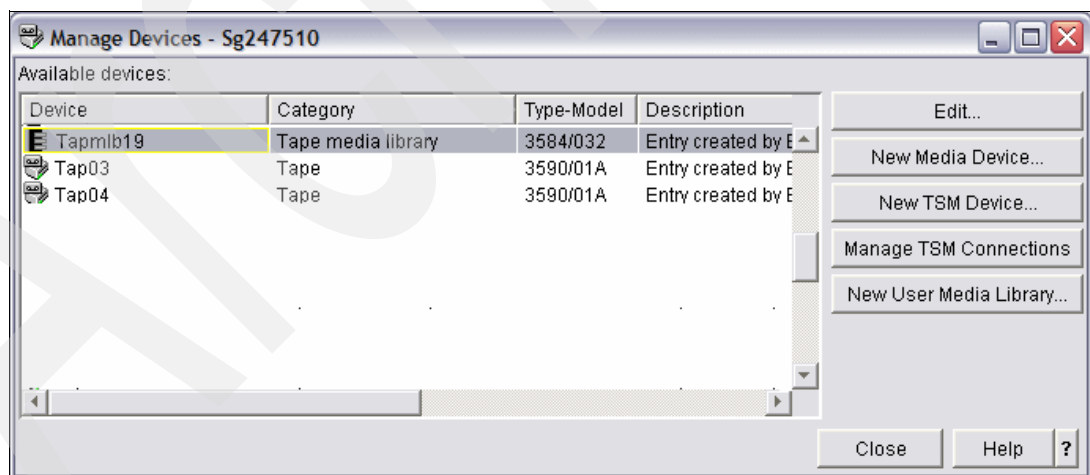 Manage Devices - Sg247510
Available devices:
Device Category Type-Model Description
Tapmlb19 Tape media library 3584/032 Entry created by
Tap03 Tape 3590/01A Entry created by
Tap04 Tape 3590/01A Entry created by
Edit...
New Media Device...
New TSM Device...
Manage TSM Connections
New User Media Library...
Close Help ?